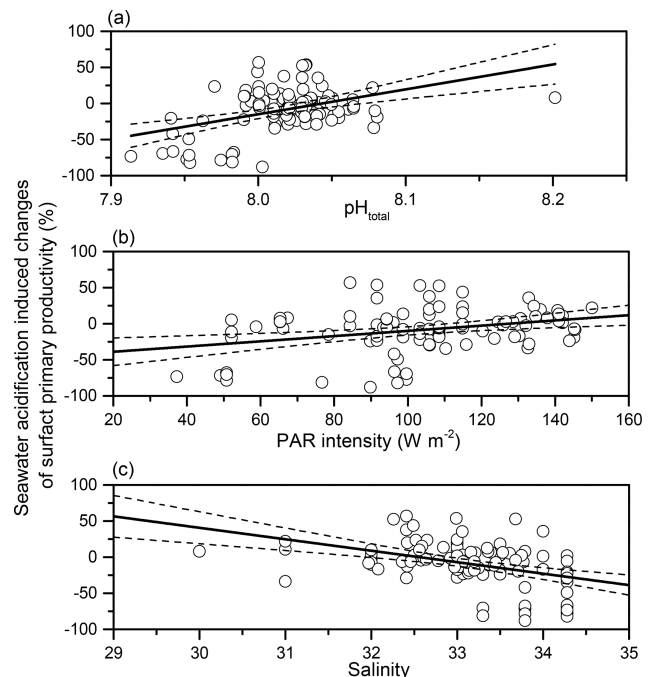 (a)
100
50
0
-50
-100
7.9 8.0 8.1 8.2
pHtotal
Seawater acidification induced changes
of surfact primary productivity (%)
(b)
100
50
0
-50
-100
20 40 60 80 100 120 140 160
PAR intensity (W m-2)
(c)
100
50
0
-50
-100
29 30 31 32 33 34 35
Salinity